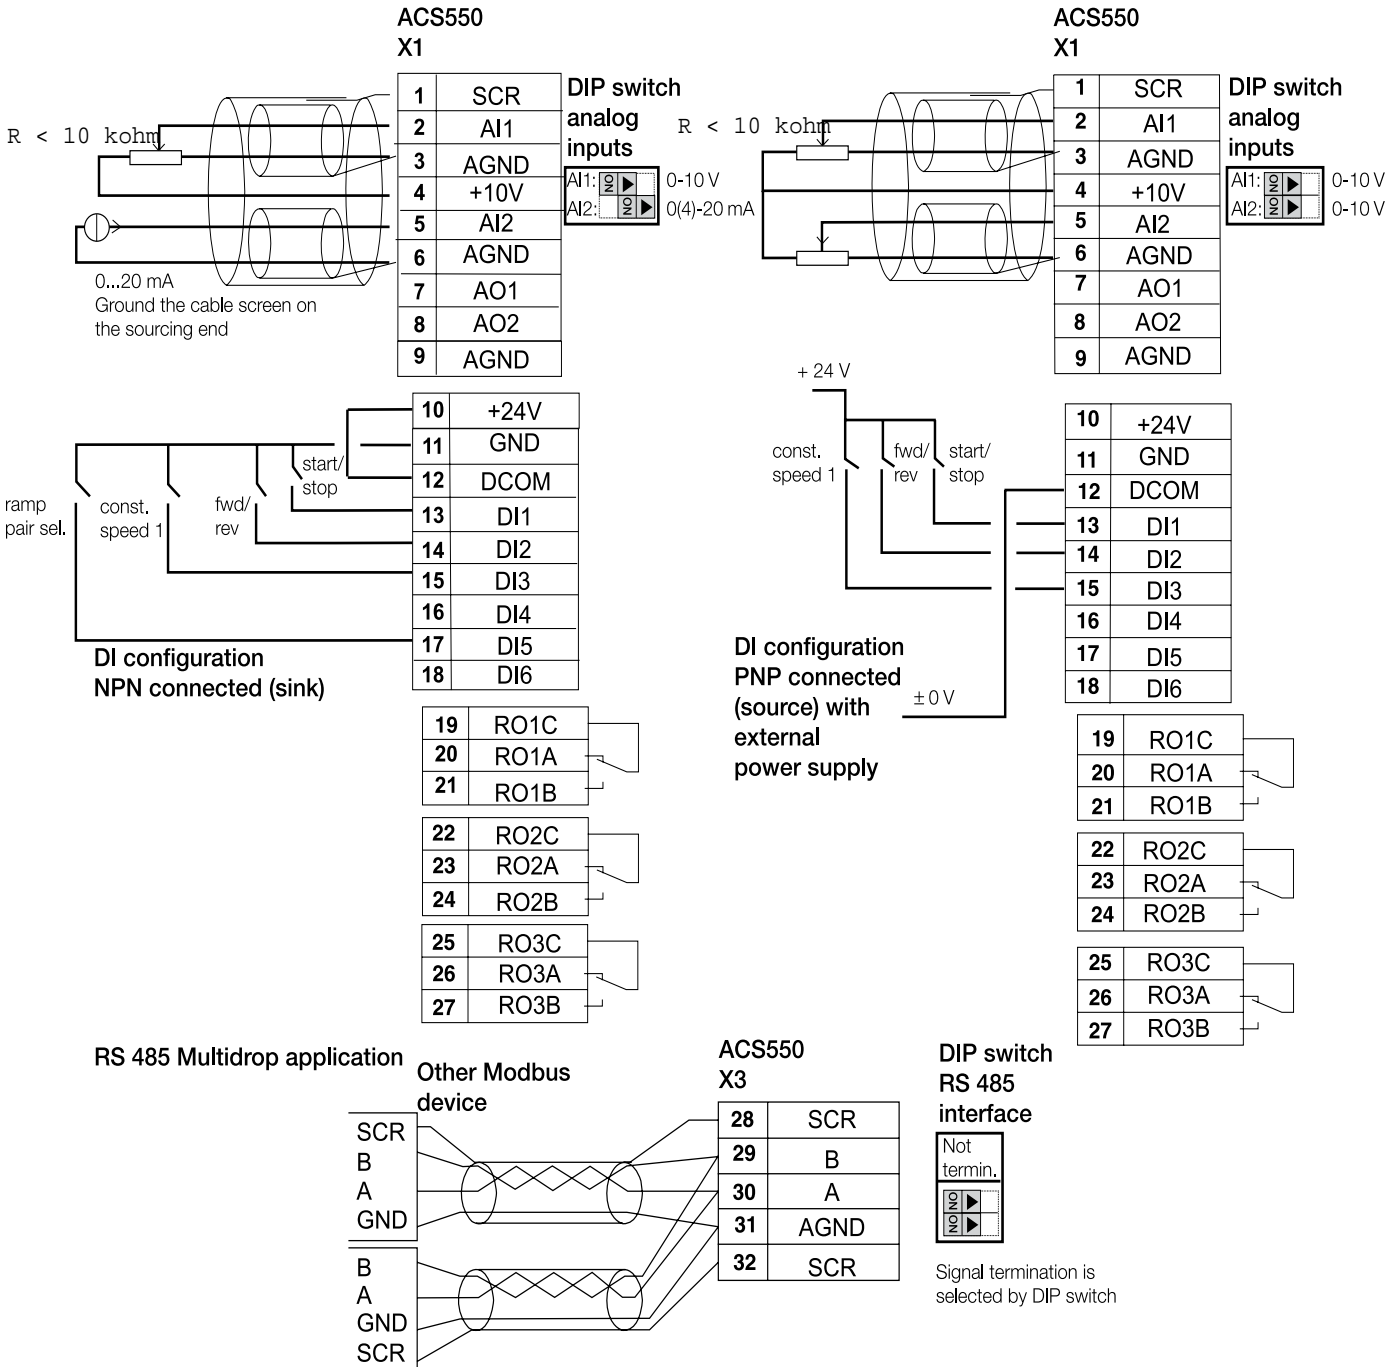 ACS550
X1
1 SCR
2 AI1
3 AGND
4 +10V
5 AI2
6 AGND
7 AO1
8 AO2
9 AGND
DIP switch
analog
inputs
AI1: ON 0-10 V
AI2: ON 0(4)-20 mA
R < 10 kohm
0...20 mA
Ground the cable screen on
the sourcing end
10 +24V
11 GND
12 DCOM
13 DI1
14 DI2
15 DI3
16 DI4
17 DI5
18 DI6
ramp
pair sel.
const.
speed 1
fwd/
rev
start/
stop
DI configuration
NPN connected (sink)
19 RO1C
20 RO1A
21 RO1B
22 RO2C
23 RO2A
24 RO2B
25 RO3C
26 RO3A
27 RO3B
ACS550
X1
1 SCR
2 AI1
3 AGND
4 +10V
5 AI2
6 AGND
7 AO1
8 AO2
9 AGND
DIP switch
analog
inputs
AI1: ON 0-10 V
AI2: ON 0-10 V
R < 10 kohm
+ 24 V
10 +24V
11 GND
12 DCOM
13 DI1
14 DI2
15 DI3
16 DI4
17 DI5
18 DI6
const.
speed 1
fwd/
rev
start/
stop
DI configuration
PNP connected
(source) with
external
power supply
± 0 V
19 RO1C
20 RO1A
21 RO1B
22 RO2C
23 RO2A
24 RO2B
25 RO3C
26 RO3A
27 RO3B
RS 485 Multidrop application
Other Modbus
device
SCR
B
A
GND
B
A
GND
SCR
ACS550
X3
28 SCR
29 B
30 A
31 AGND
32 SCR
DIP switch
RS 485
interface
Not
termin.
ON
ON
Signal termination is
selected by DIP switch